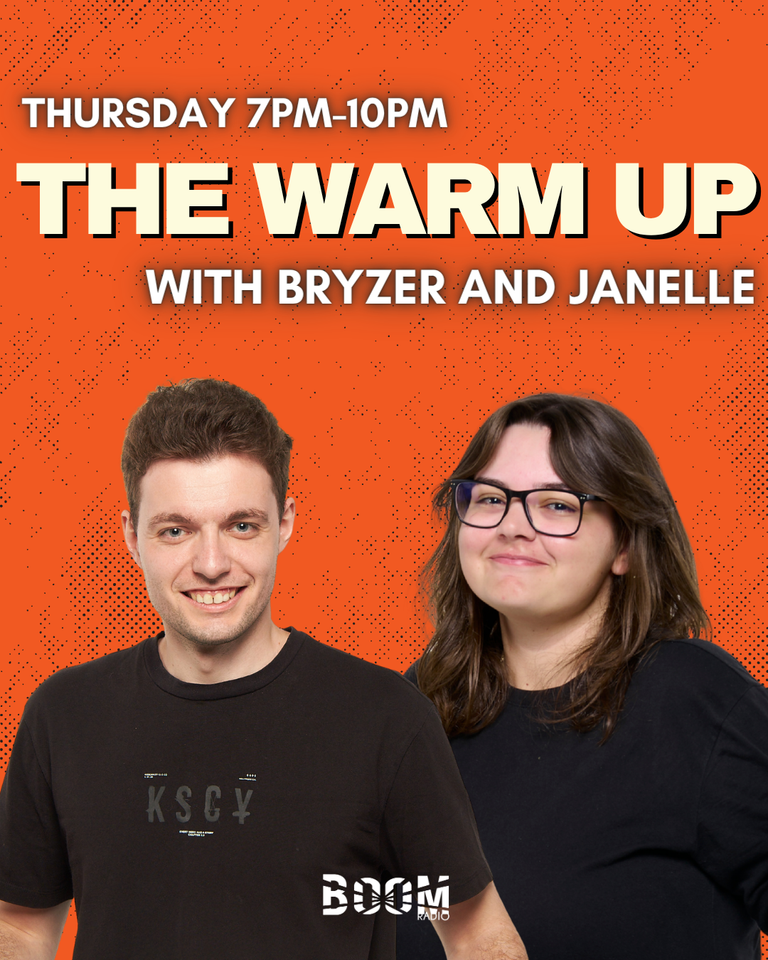 THURSDAY 7PM-10PM
THE WARM UP
WITH BRYZER AND JANELLE
KSCY
BOOM
RADIO